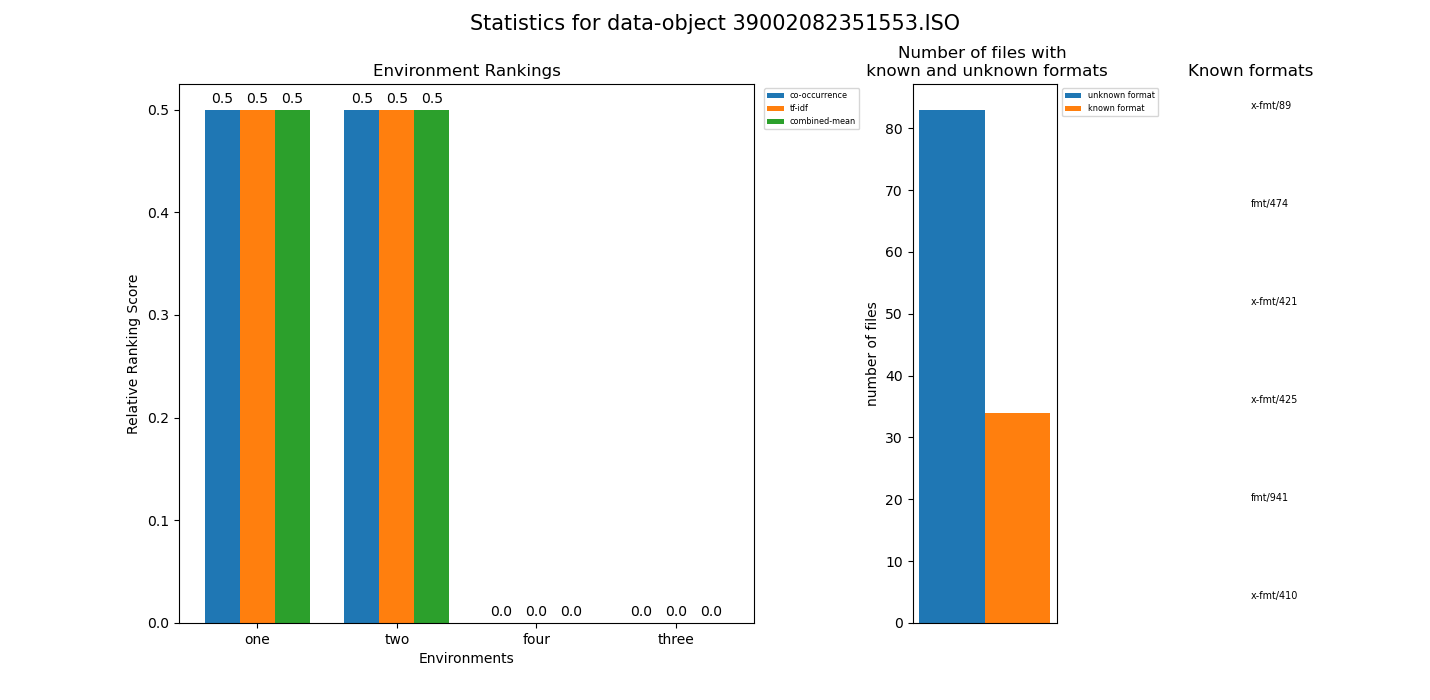 Statistics for data-object 39002082351553.ISO
Environment Rankings
0.5 0.5 0.5 0.5 0.5 0.5
0.0 0.0 0.0 0.0 0.0 0.0
0.5
0.4
0.3
0.2
0.1
0.0
Relative Ranking Score
one two four three
Environments
co-occurrence
tf-idf
combined-mean
Number of files with
known and unknown formats
80
70
60
50
40
30
20
10
0
number of files
unknown format
known format
Known formats
x-fmt/89
fmt/474
x-fmt/421
x-fmt/425
fmt/941
x-fmt/410